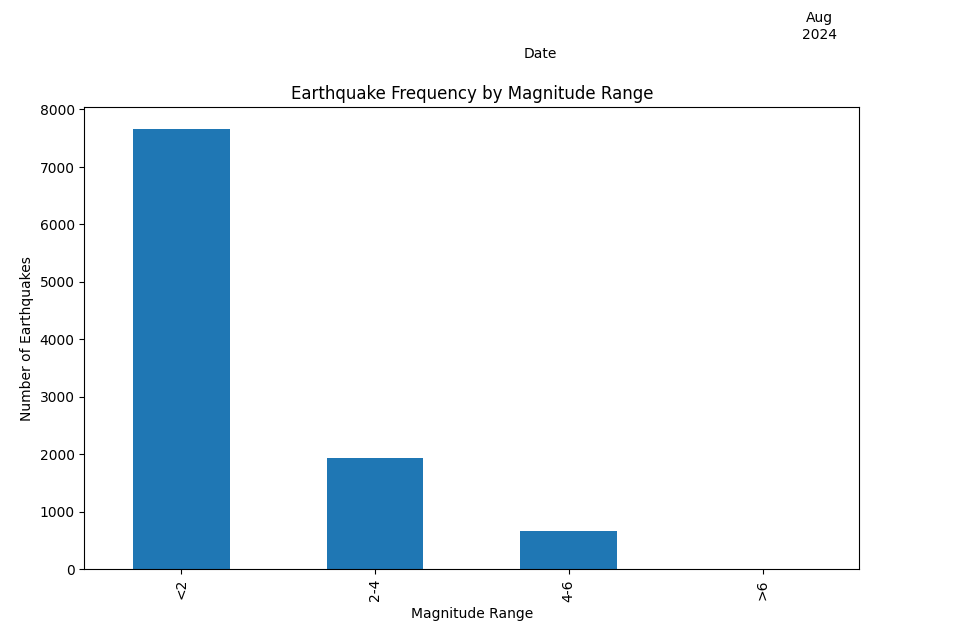 Aug
2024
Date
Earthquake Frequency by Magnitude Range
8000
7000
6000
5000
4000
3000
2000
1000
0
Number of Earthquakes
<2
2-4
4-6
>6
Magnitude Range